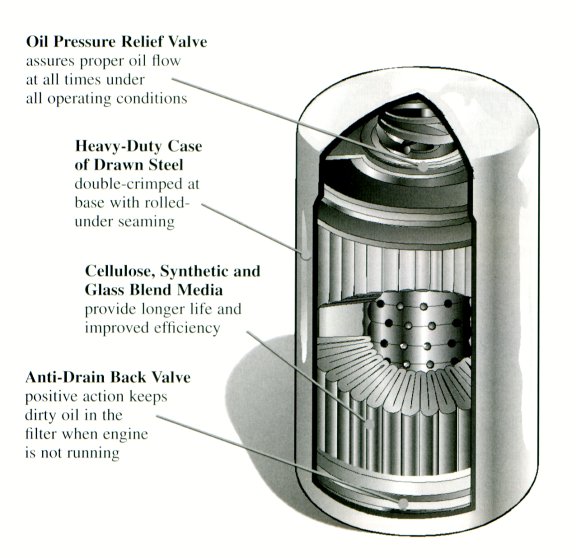 Oil Pressure Relief Valve
assures proper oil flow
at all times under
all operating conditions
Heavy-Duty Case
of Drawn Steel
double-crimped at
base with rolled-
under seaming
Cellulose, Synthetic and
Glass Blend Media
provide longer life and
improved efficiency
Anti-Drain Back Valve
positive action keeps
dirty oil in the
filter when engine
is not running